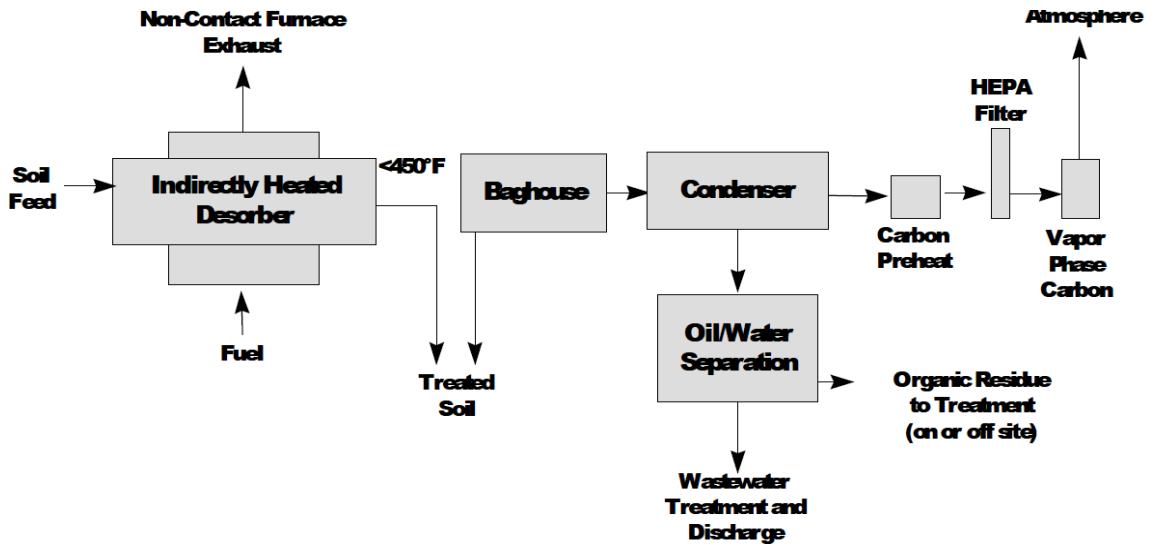 Non-Contact Furnace
Exhaust
Atmosphere
HEPA
Filter
<450°F
Soil
Feed
Indirectly Heated
Desorber
Baghouse
Condenser
Carbon
Preheat
Vapor
Phase
Carbon
Fuel
Treated
Soil
Oil/Water
Separation
Organic Residue
to Treatment
(on or off site)
Wastewater
Treatment and
Discharge